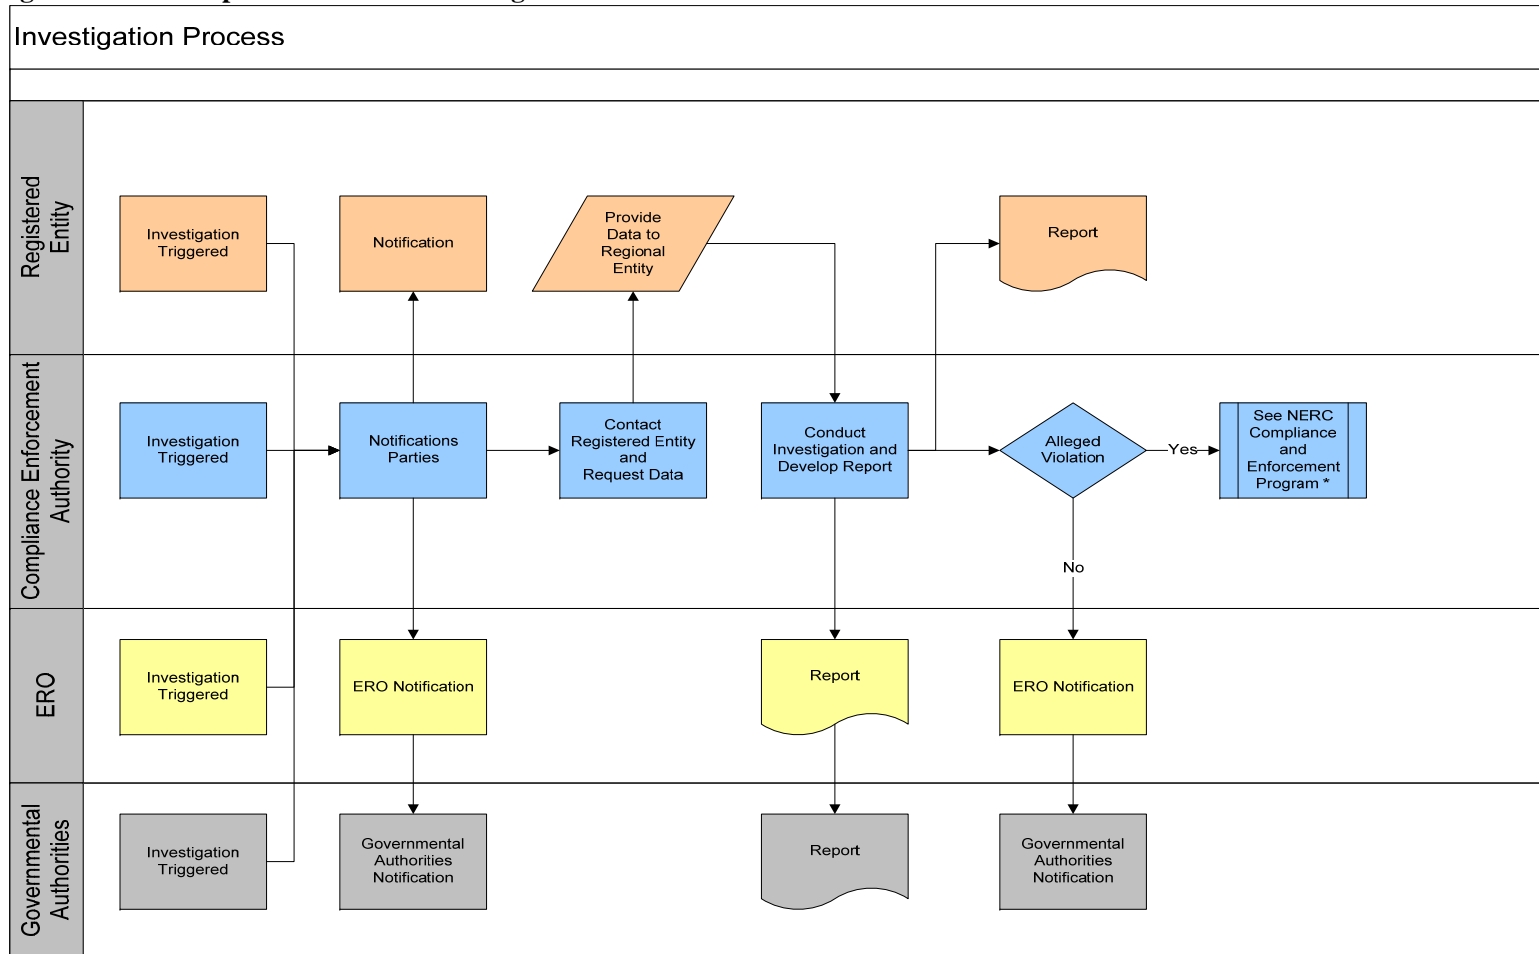 Investigation Process
Registered
Entity
Investigation
Triggered
Notification
Provide
Data to
Regional
Entity
Report
Compliance Enforcement
Authority
Investigation
Triggered
Notifications
Parties
Contact
Registered Entity
and
Request Data
Conduct
Investigation and
Develop Report
Alleged
Violation
Yes
See NERC
Compliance
and
Enforcement
Program *
No
ERO
Investigation
Triggered
ERO Notification
Report
ERO Notification
Governmental
Authorities
Investigation
Triggered
Governmental
Authorities
Notification
Report
Governmental
Authorities
Notification